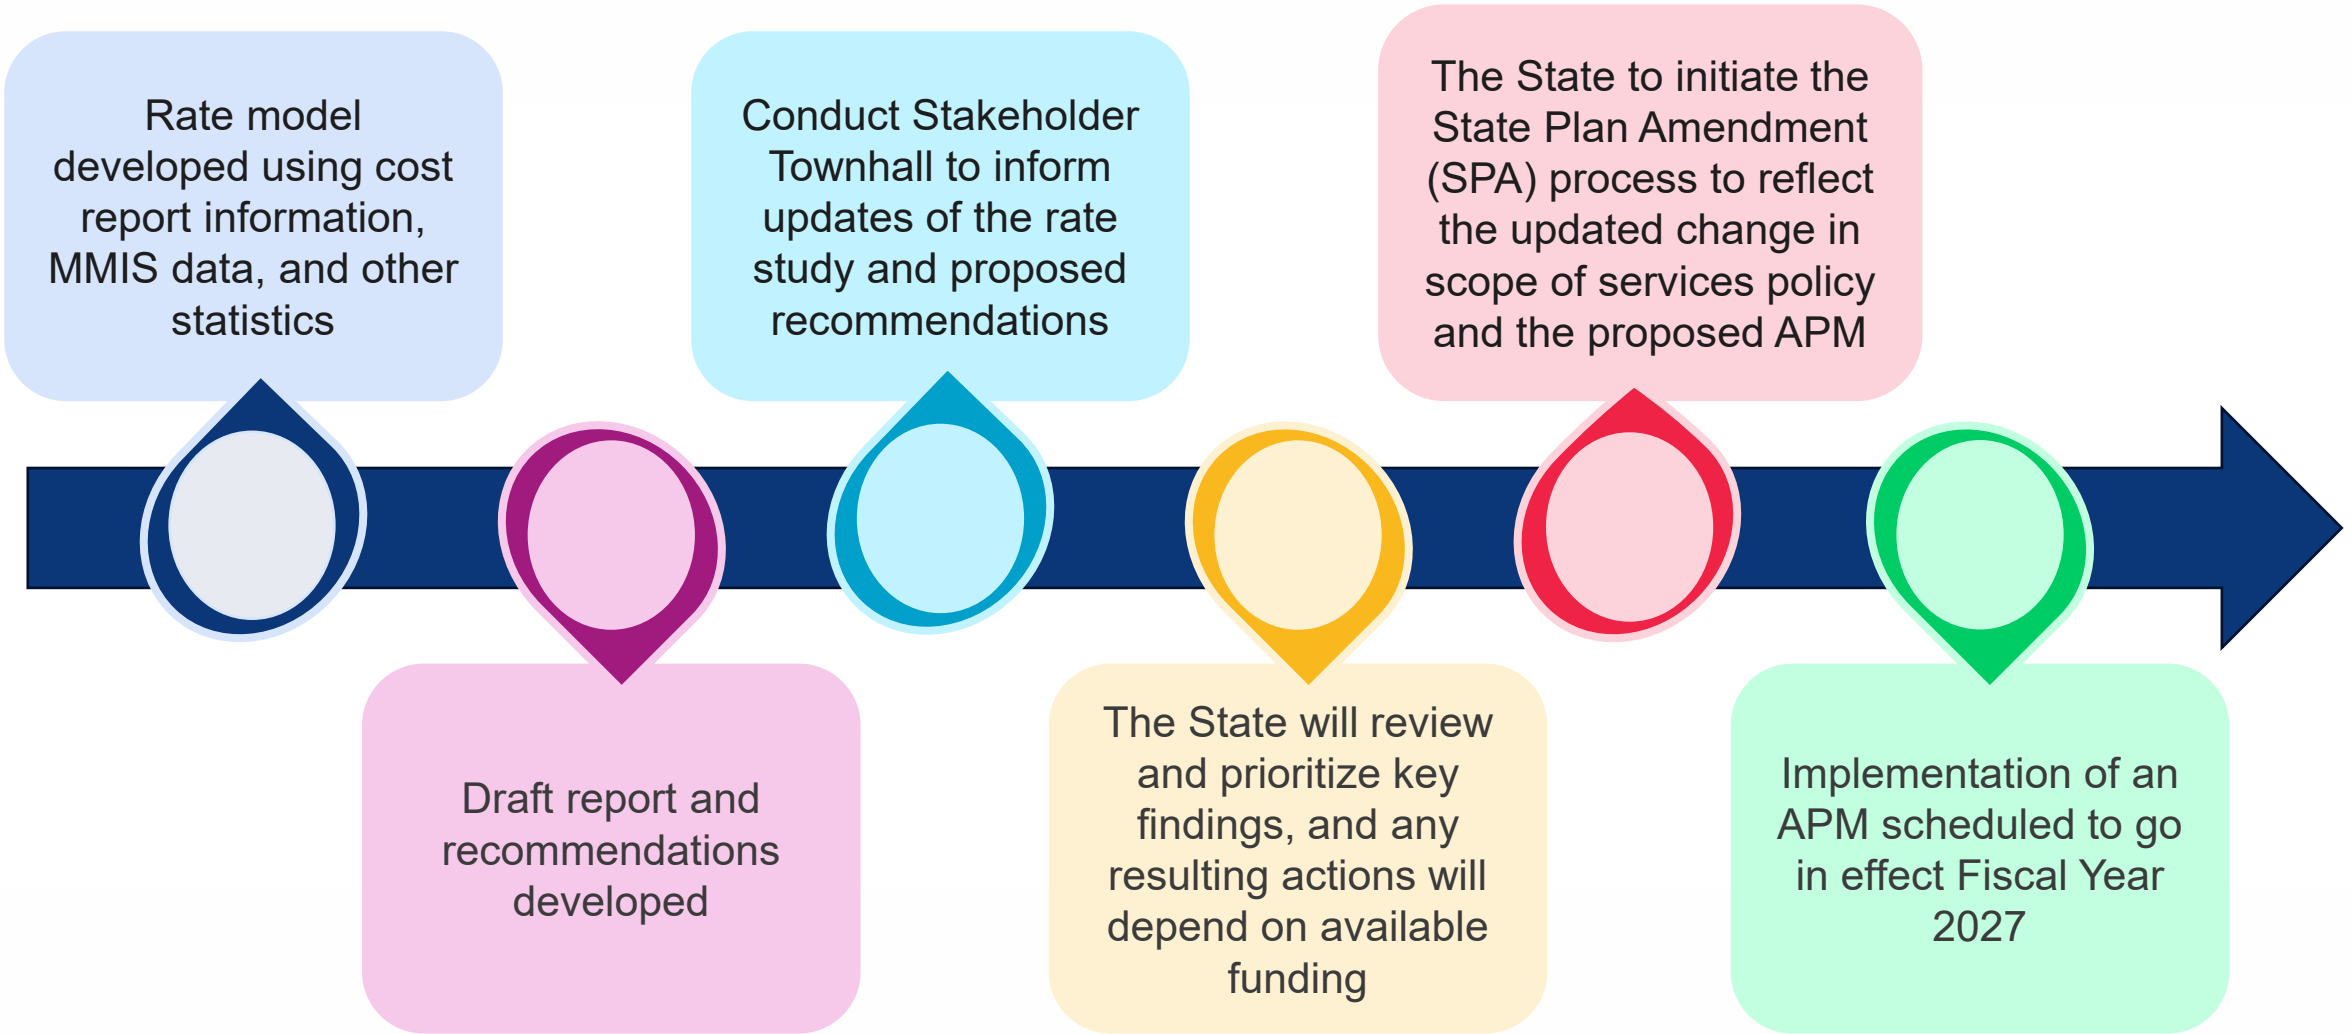 Rate model
developed using cost
report information,
MMIS data, and other
statistics
Draft report and
recommendations
developed
Conduct Stakeholder
Townhall to inform
updates of the rate
study and proposed
recommendations
The State will review
and prioritize key
findings, and any
resulting actions will
depend on available
funding
The State to initiate the
State Plan Amendment
(SPA) process to reflect
the updated change in
scope of services policy
and the proposed APM
Implementation of an
APM scheduled to go
in effect Fiscal Year
2027